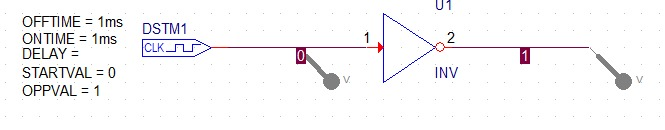 OFFTIME = 1ms
ONTIME = 1ms
DELAY =
STARTVAL = 0
OPPVAL = 1
DSTM1
CLK
0
1
U1
2
INV
1
V
V